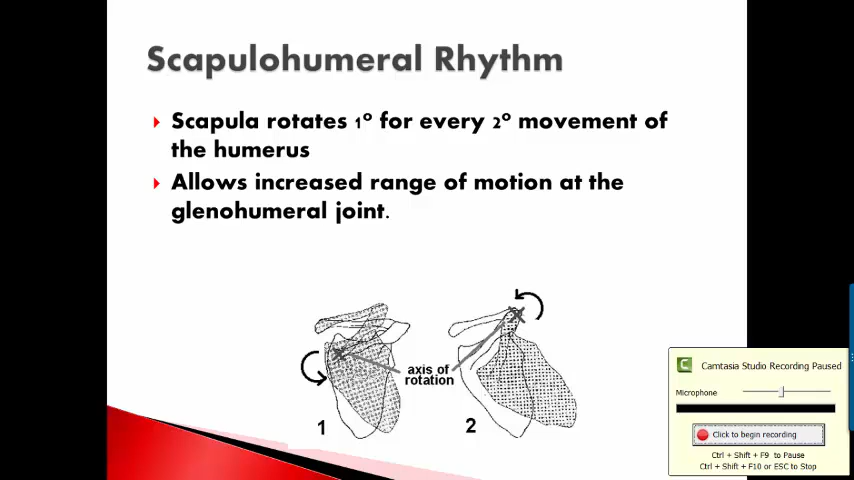 Scapulohumeral Rhythm
Scapula rotates 1º for every 2º movement of
the humerus
Allows increased range of motion at the
glenohumeral joint.
axis of
rotation
1
2
Camtasia Studio Recording Paused
Microphone
Click to begin recording
Ctrl + Shift + F9 to Pause
Ctrl + Shift + F10 or ESC to Stop